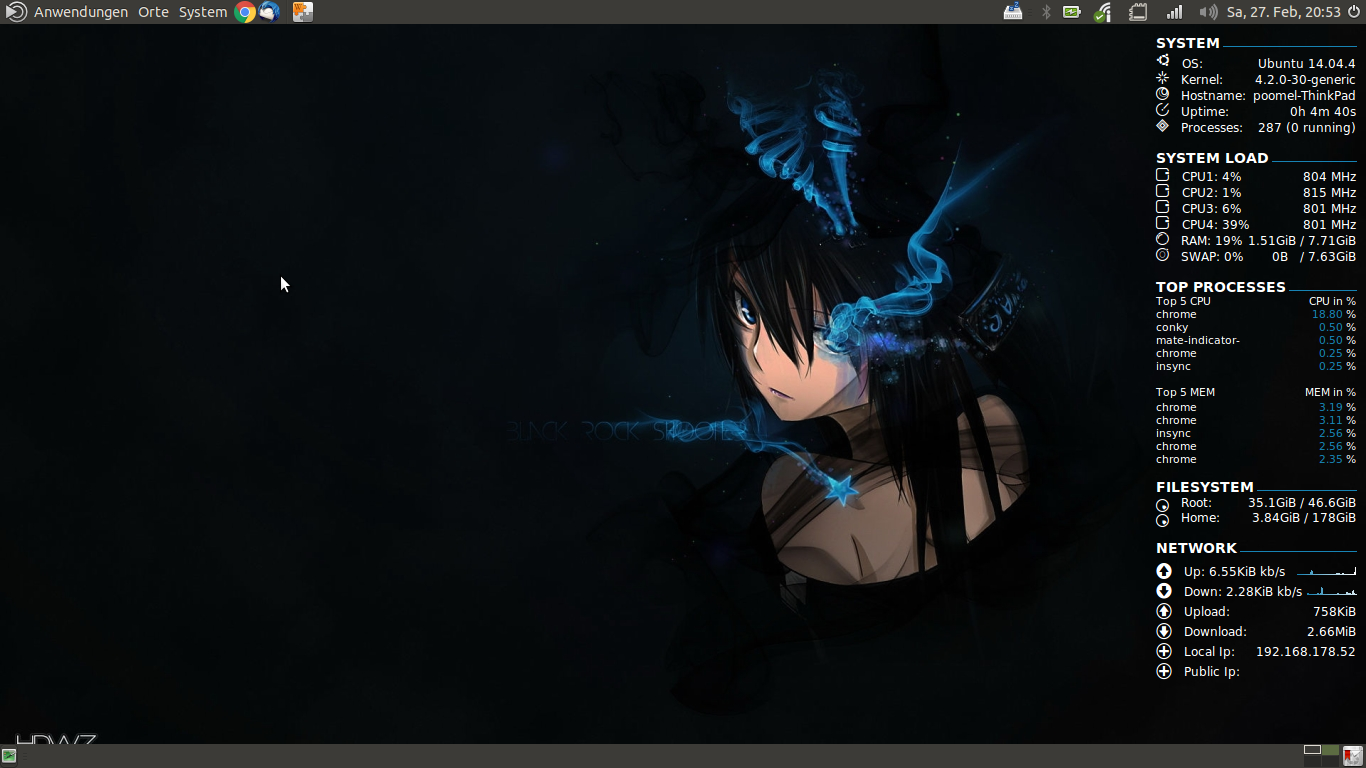 Anwendungen Orte System Sa, 27. Feb, 20:53
SYSTEM
OS: Ubuntu 14.04.4
Kernel: 4.2.0-30-generic
Hostname: poomel-ThinkPad
Uptime: 0h 4m 40s
Processes: 287 (0 running)
SYSTEM LOAD
CPU1: 4% 804 MHz
CPU2: 1% 815 MHz
CPU3: 6% 801 MHz
CPU4: 39% 801 MHz
RAM: 19% 1.51GiB / 7.71GiB
SWAP: 0% 0B / 7.63GiB
TOP PROCESSES
Top 5 CPU CPU in %
chrome 18.80 %
conky 0.50 %
mate-indicator- 0.50 %
chrome 0.25 %
insync 0.25 %
Top 5 MEM MEM in %
chrome 3.19 %
chrome 3.11 %
insync 2.56 %
chrome 2.56 %
chrome 2.35 %
FILESYSTEM
Root: 35.1GiB / 46.6GiB
Home: 3.84GiB / 178GiB
NETWORK
Up: 6.55KiB kb/s
Down: 2.28KiB kb/s
Upload: 758KiB
Download: 2.66MiB
Local Ip: 192.168.178.52
Public Ip:
BLACK ROCK SHOOTER